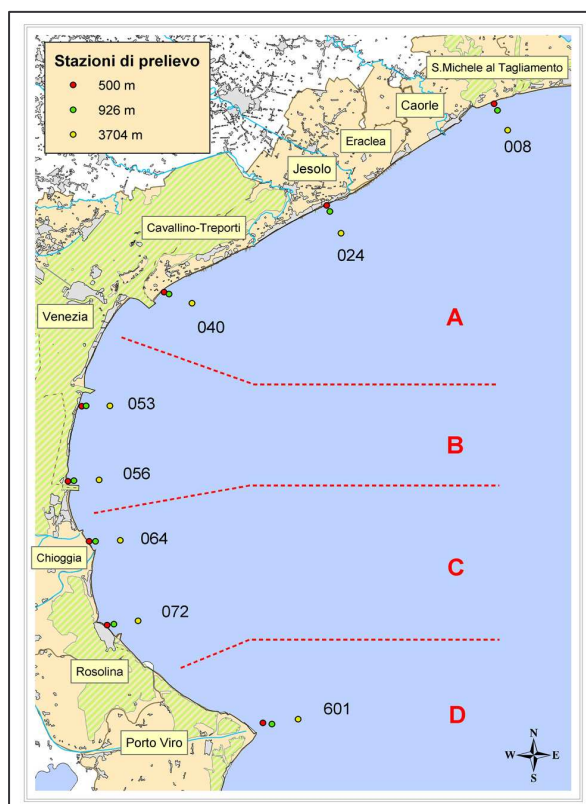 Stazioni di prelievo
500 m
926 m
3704 m
S.Michele al Tagliamento
Caorle
Eraclea
Jesolo
008
Cavallino-Treporti
024
Venezia
040
A
053
B
056
064
Chioggia
C
072
Rosolina
601
D
Porto Viro
N
W E
S